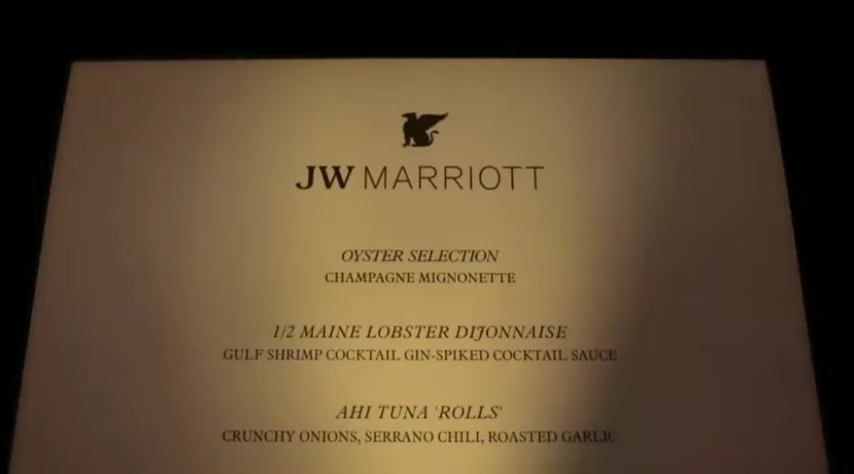 JW MARRIOTT
OYSTER SELECTION
CHAMPAGNE MIGNONETTE
1/2 MAINE LOBSTER DIJONNAISE
GULF SHRIMP COCKTAIL GIN-SPIKED COCKTAIL SAUCE
AHI TUNA 'ROLLS'
CRUNCHY ONIONS, SERRANO CHILI, ROASTED GARLIC